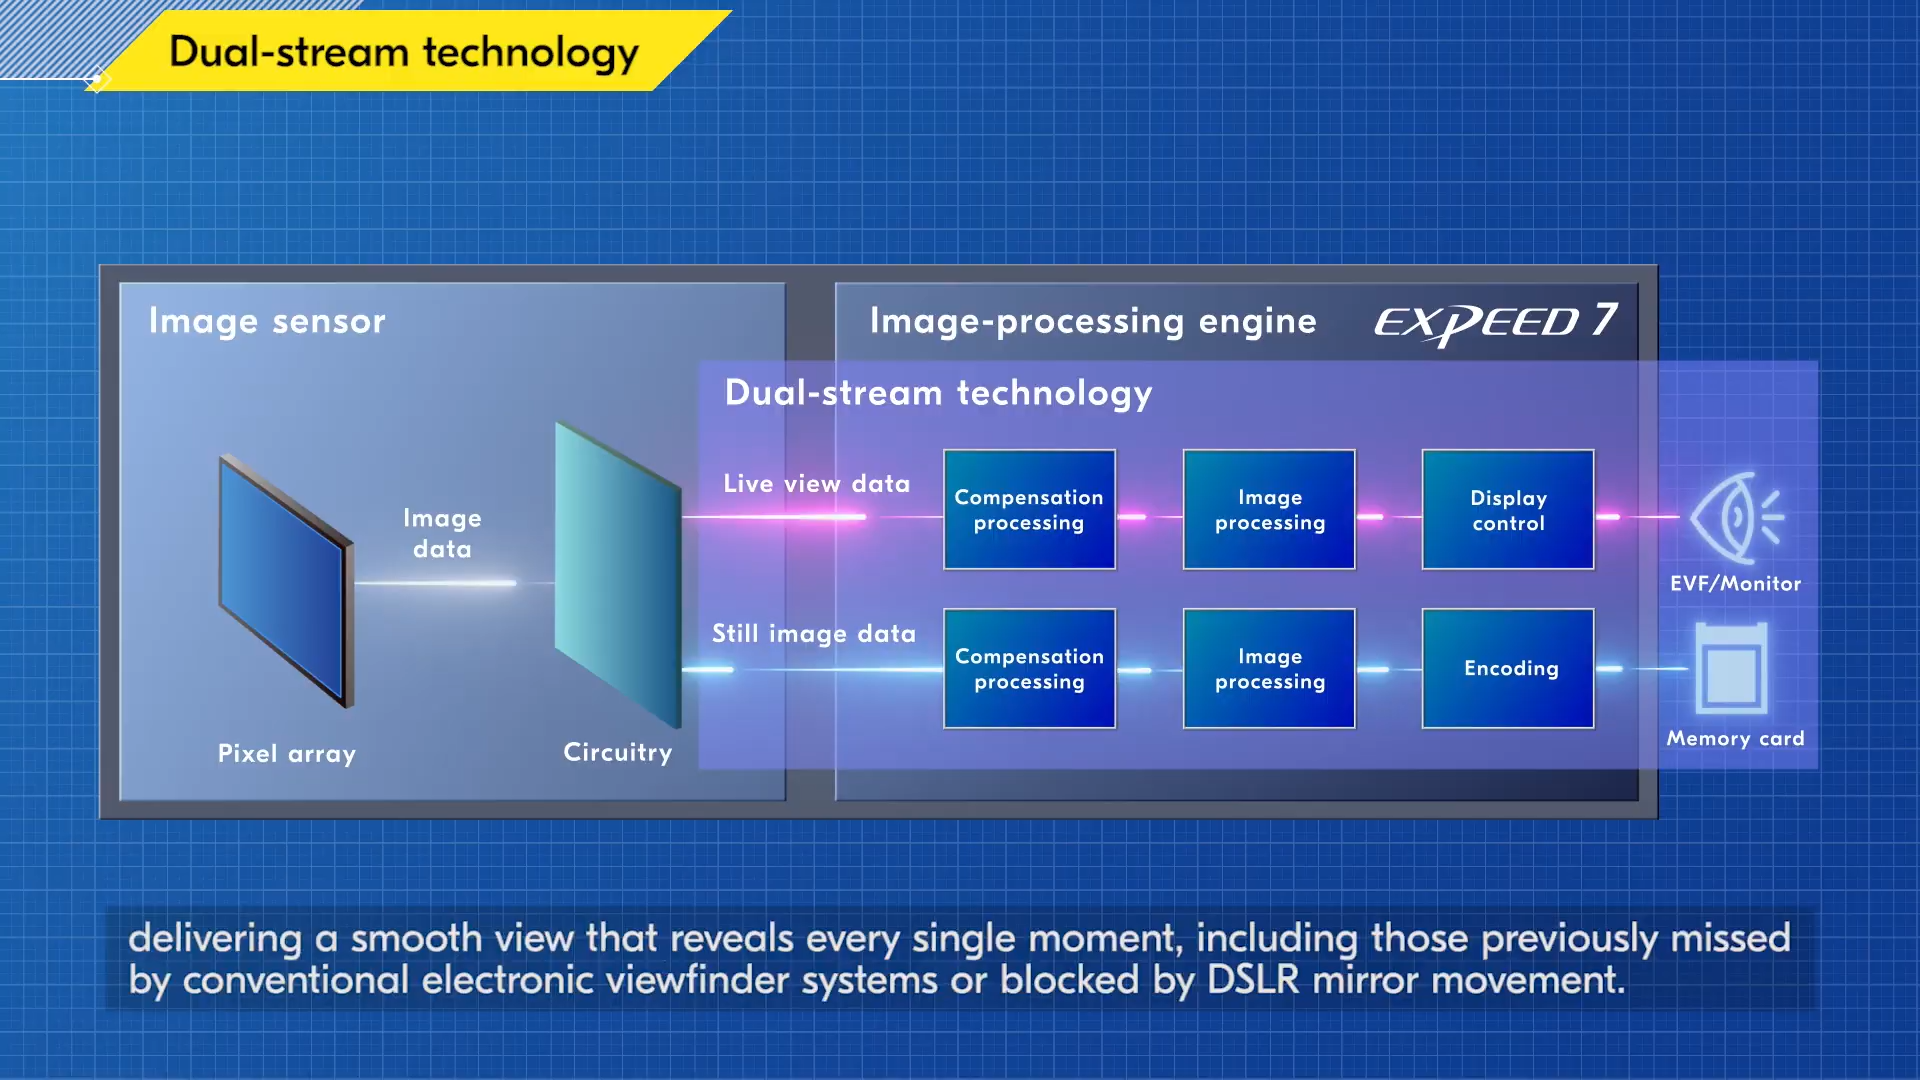 Dual-stream technology
Image sensor
Image-processing engine EXPEED 7
Dual-stream technology
Image
data
Pixel array
Circuitry
Live view data
Compensation
processing
Image
processing
Display
control
EVF/Monitor
Still image data
Compensation
processing
Image
processing
Encoding
Memory card
delivering a smooth view that reveals every single moment, including those previously missed
by conventional electronic viewfinder systems or blocked by DSLR mirror movement.